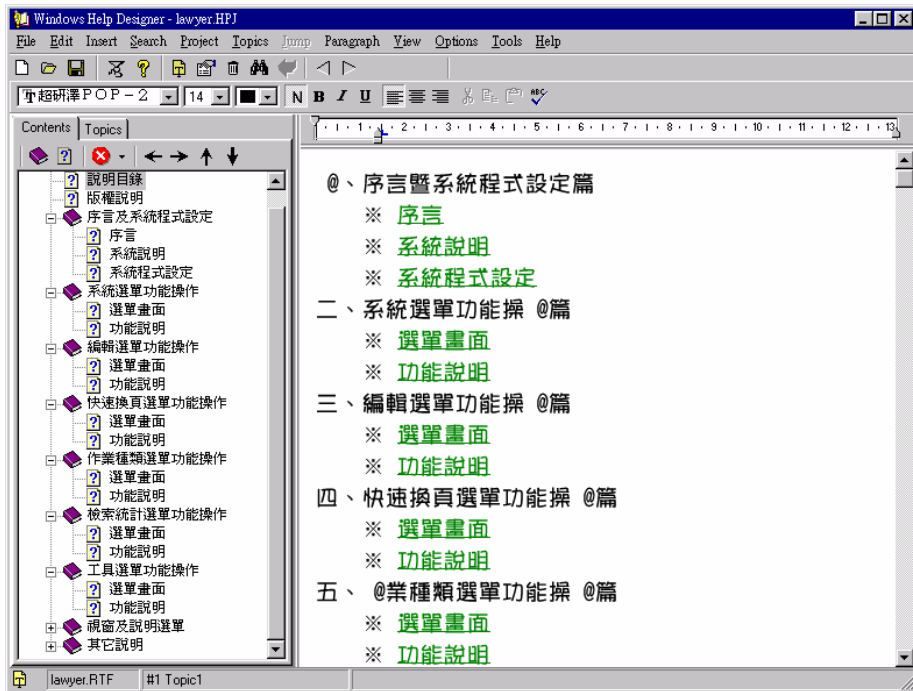 Windows Help Designer - lawyer.HPJ
File Edit Insert Search Project Topics Jump Paragraph View Options Tools Help
超研澤POP－2 14 N B I U ABC
Contents Topics
1 2 3 4 5 6 7 8 9 10 11 12 13
說明目錄
版權說明
序言及系統程式設定
序言
系統說明
系統程式設定
系統選單功能操作
選單畫面
功能說明
編輯選單功能操作
選單畫面
功能說明
快速換頁選單功能操作
選單畫面
功能說明
作業種類選單功能操作
選單畫面
功能說明
檢索統計選單功能操作
選單畫面
功能說明
工具選單功能操作
選單畫面
功能說明
視窗及說明選單
其它說明
@、序言暨系統程式設定篇
※ 序言
※ 系統說明
※ 系統程式設定
二、系統選單功能操 @篇
※ 選單畫面
※ 功能說明
三、編輯選單功能操 @篇
※ 選單畫面
※ 功能說明
四、快速換頁選單功能操 @篇
※ 選單畫面
※ 功能說明
五、 @業種類選單功能操 @篇
※ 選單畫面
※ 功能說明
lawyer.RTF #1 Topic1